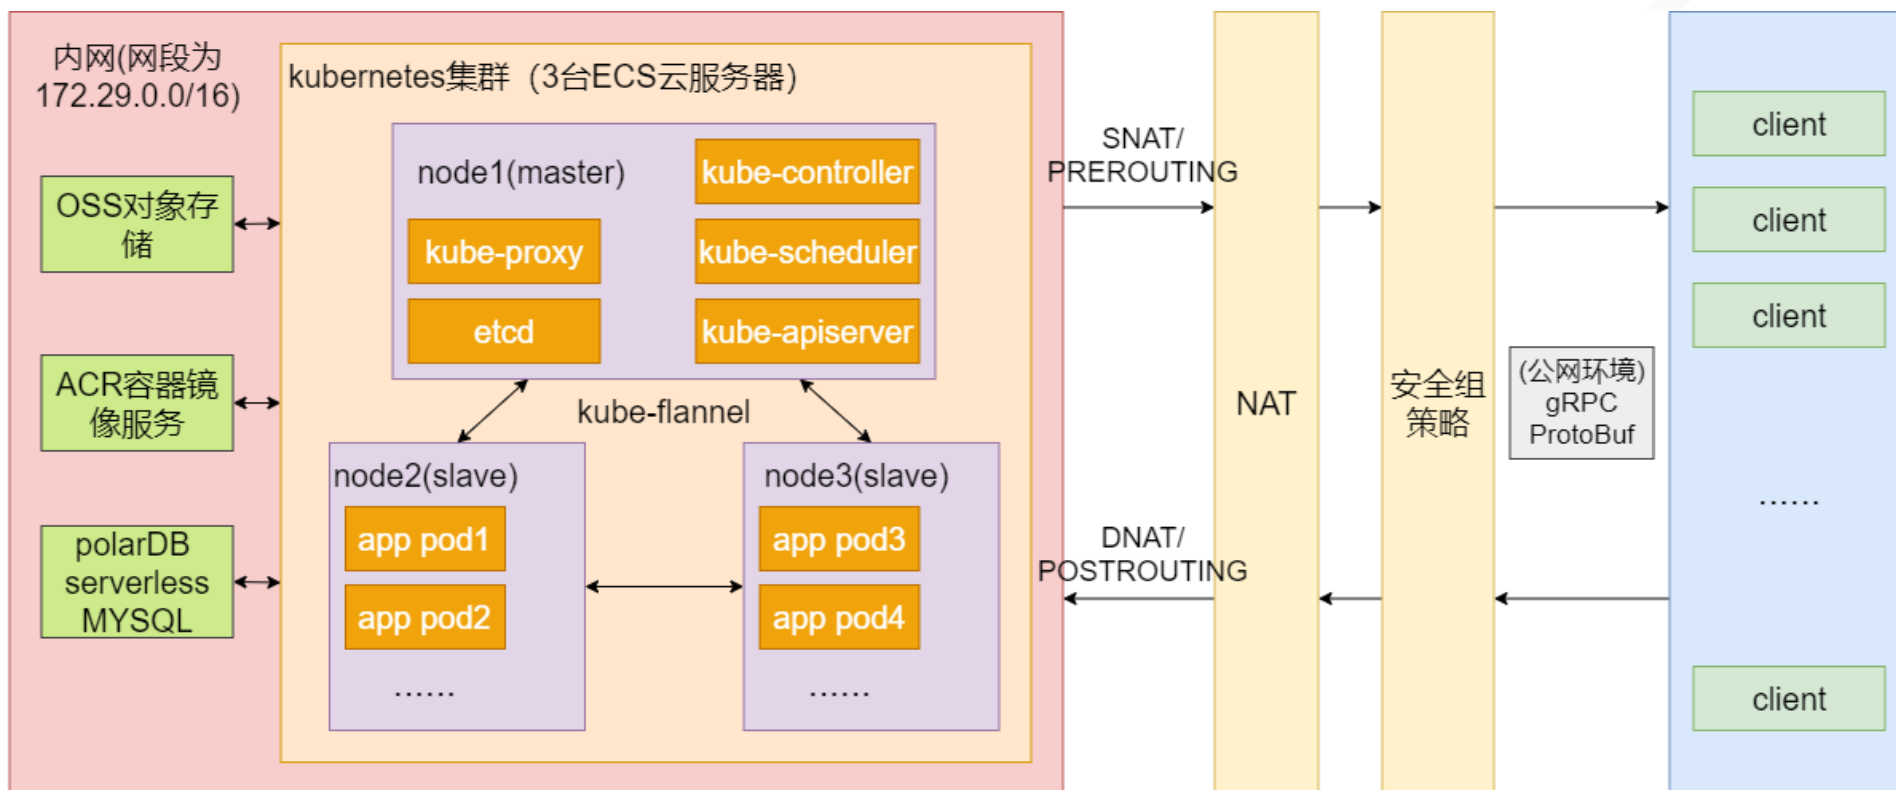 内网(网段为
172.29.0.0/16)
OSS对象存
储
ACR容器镜
像服务
polarDB
serverless
MYSQL
kubernetes集群（3台ECS云服务器）
node1(master)
kube-controller
kube-proxy
kube-scheduler
etcd
kube-apiserver
kube-flannel
node2(slave)
app pod1
app pod2
......
node3(slave)
app pod3
app pod4
......
SNAT/
PREROUTING
DNAT/
POSTROUTING
NAT
安全组
策略
(公网环境)
gRPC
ProtoBuf
client
client
client
......
client